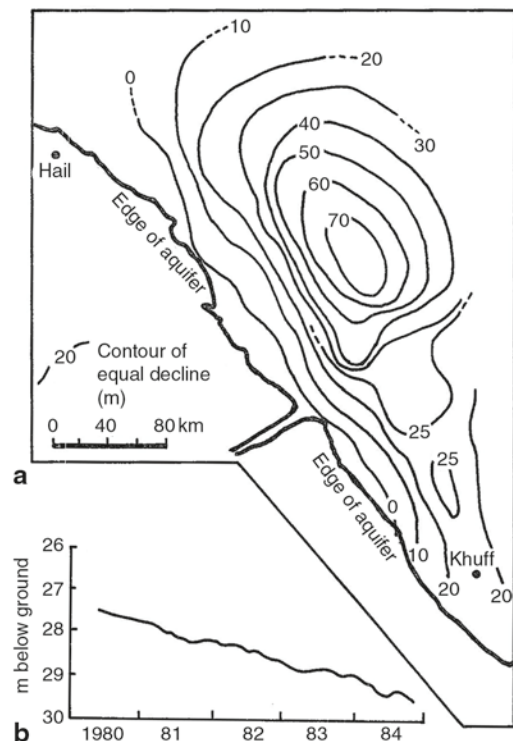 10
0
20
40
30
50
60
70
Hail
Edge of aquifer
20
Contour of
equal decline
(m)
0 40 80 km
25
25
0
10
20
Khuff
20
Edge of aquifer
a
26
27
28
29
30
m below ground
1980 81 82 83 84
b